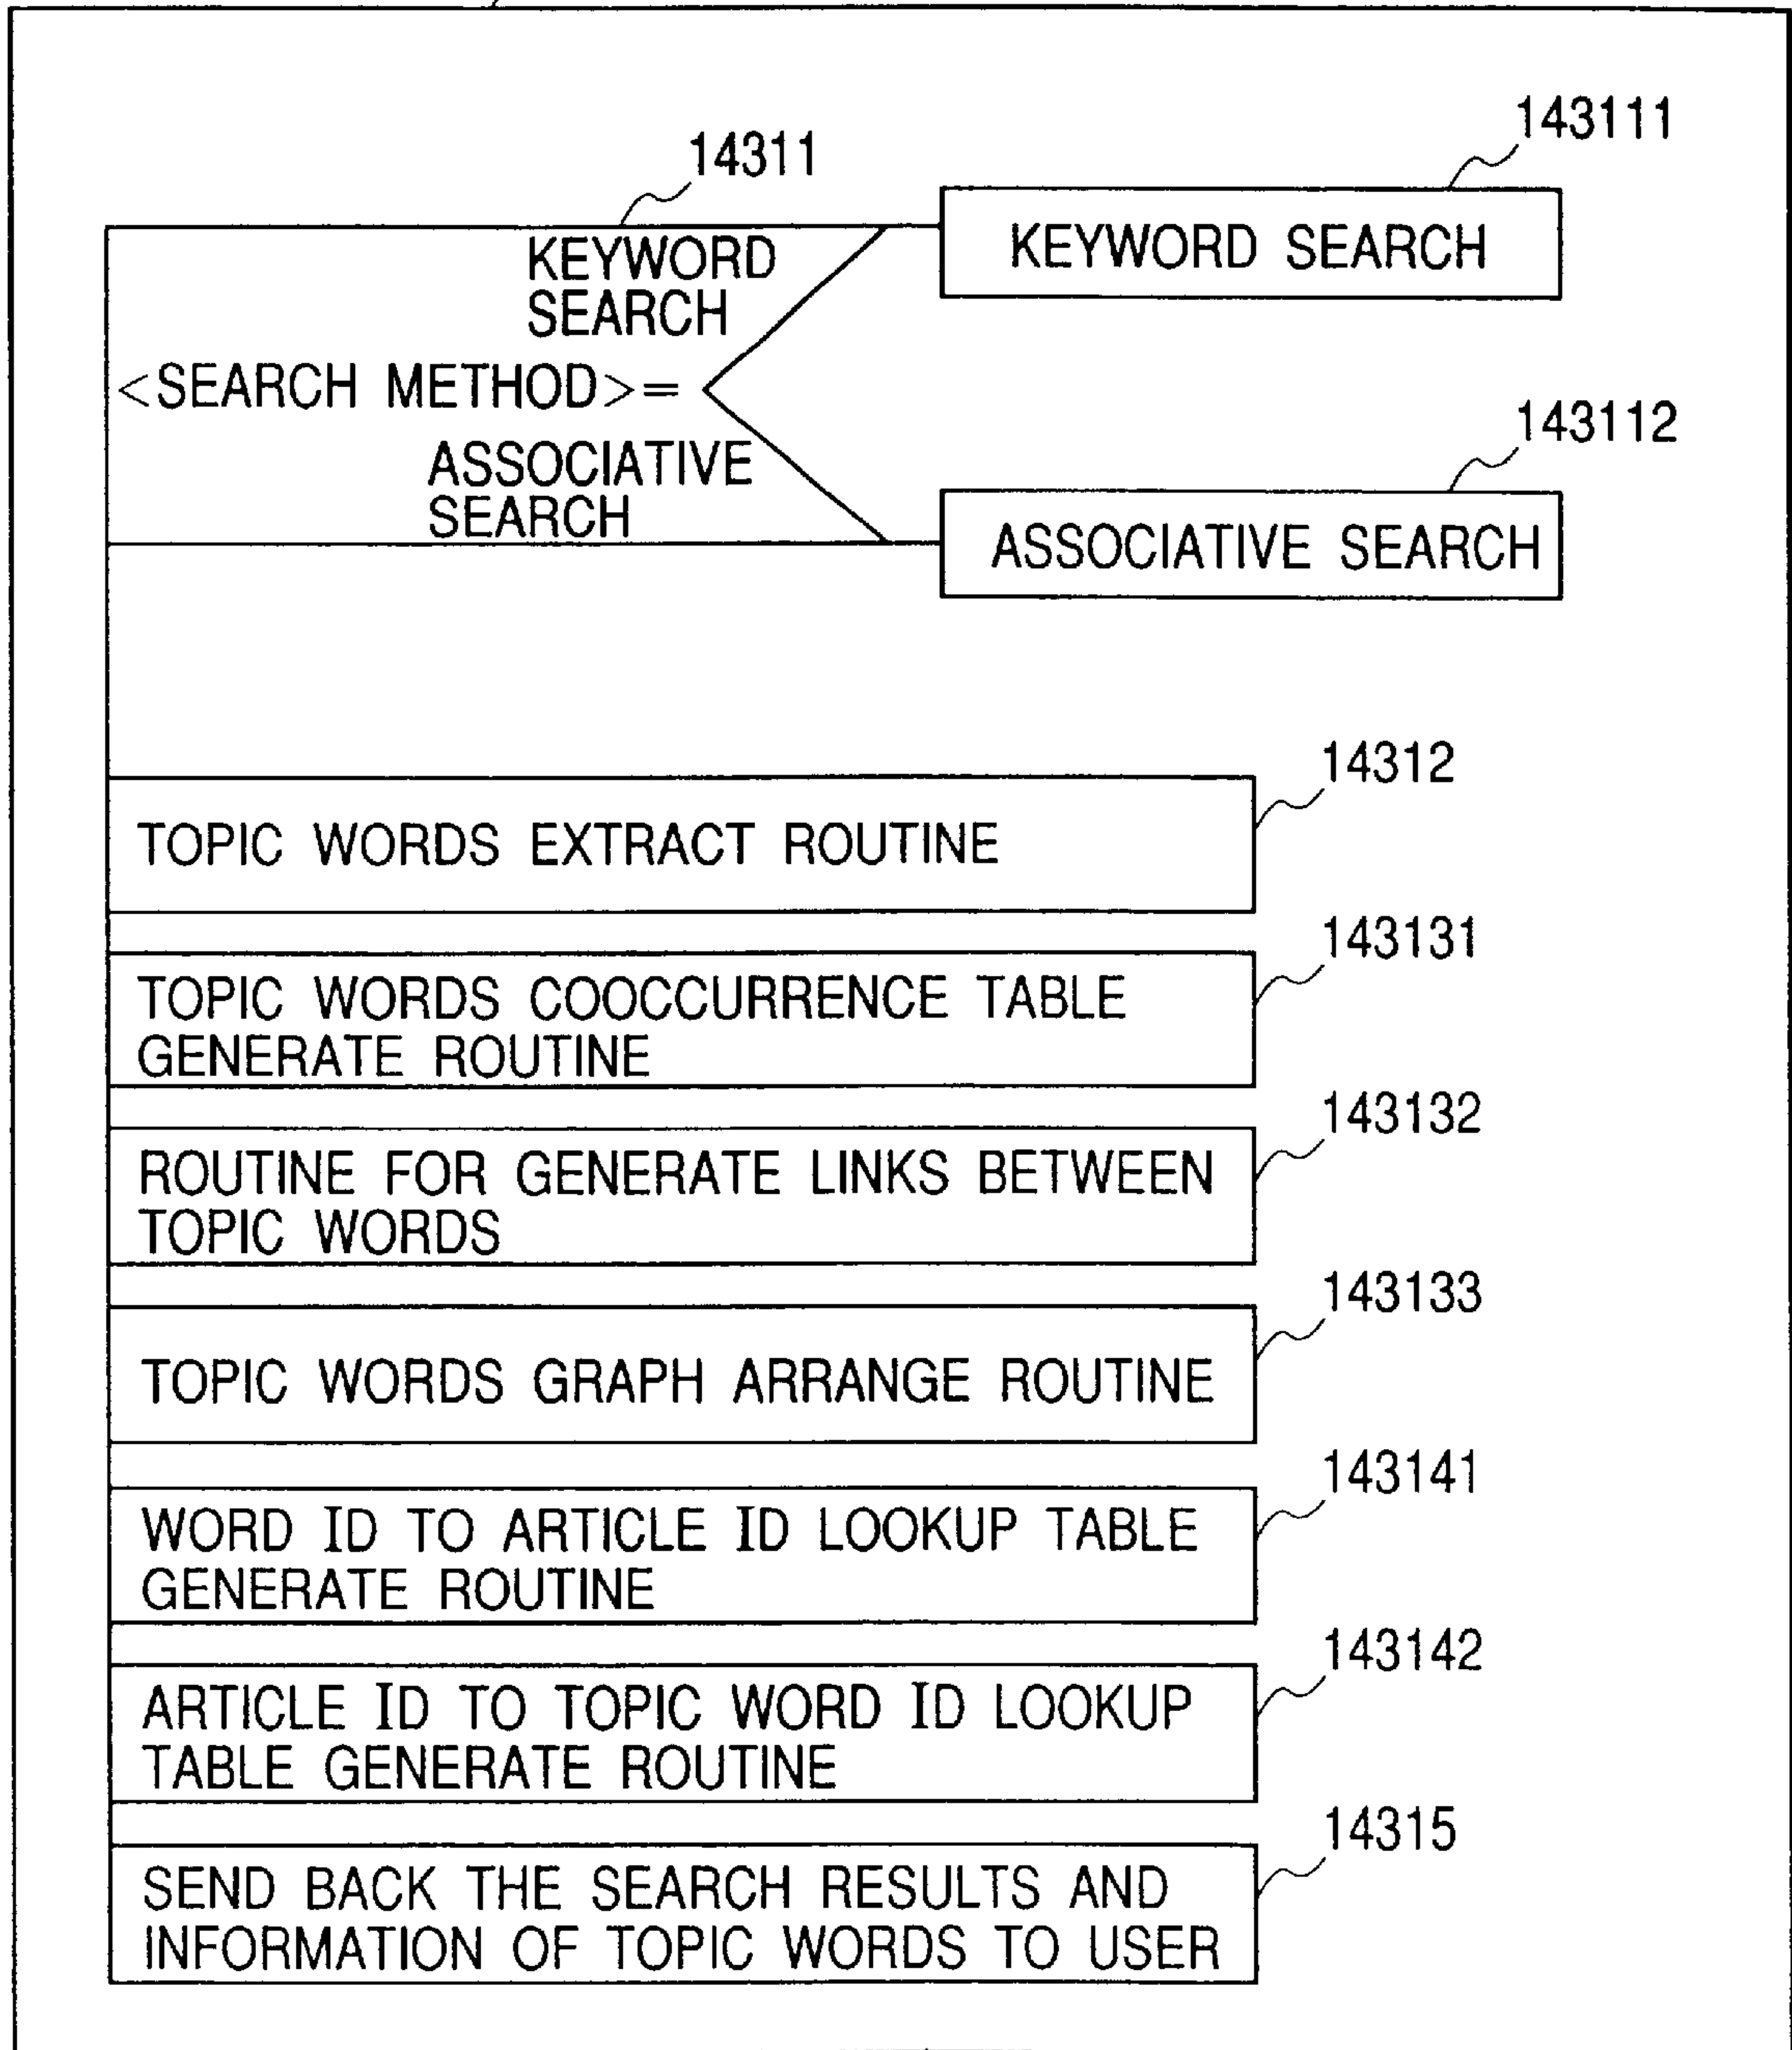 143111
14311
KEYWORD
SEARCH
KEYWORD SEARCH
<SEARCH METHOD>=
143112
ASSOCIATIVE
SEARCH
ASSOCIATIVE SEARCH
14312
TOPIC WORDS EXTRACT ROUTINE
143131
TOPIC WORDS COOCCURRENCE TABLE
GENERATE ROUTINE
143132
ROUTINE FOR GENERATE LINKS BETWEEN
TOPIC WORDS
143133
TOPIC WORDS GRAPH ARRANGE ROUTINE
143141
WORD ID TO ARTICLE ID LOOKUP TABLE
GENERATE ROUTINE
143142
ARTICLE ID TO TOPIC WORD ID LOOKUP
TABLE GENERATE ROUTINE
14315
SEND BACK THE SEARCH RESULTS AND
INFORMATION OF TOPIC WORDS TO USER